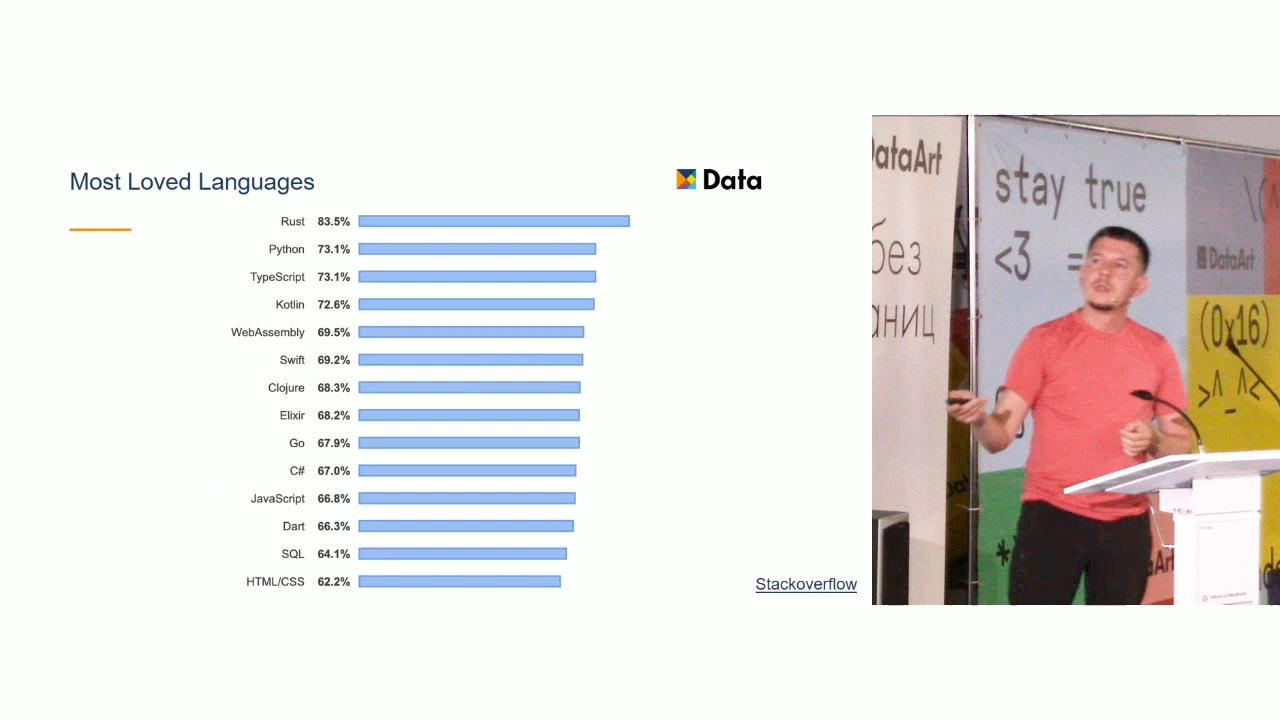 Most Loved Languages
Data
Rust 83.5%
Python 73.1%
TypeScript 73.1%
Kotlin 72.6%
WebAssembly 69.5%
Swift 69.2%
Clojure 68.3%
Elixir 68.2%
Go 67.9%
C# 67.0%
JavaScript 66.8%
Dart 66.3%
SQL 64.1%
HTML/CSS 62.2%
Stackoverflow
DataArt
без
аниц
stay true
<3 =
DataArt
(0x16)
>^_^<